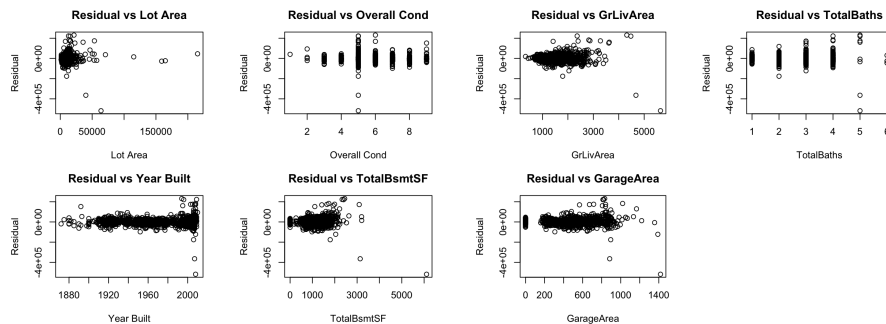 Residual vs Lot Area
Residual
-4e+05 0e+00
0 50000 150000
Lot Area
Residual vs Overall Cond
Residual
-4e+05 0e+00
2 4 6 8
Overall Cond
Residual vs GrLivArea
Residual
-4e+05 0e+00
1000 3000 5000
GrLivArea
Residual vs TotalBaths
Residual
-4e+05 0e+00
1 2 3 4 5 6
TotalBaths
Residual vs Year Built
Residual
-4e+05 0e+00
1880 1920 1960 2000
Year Built
Residual vs TotalBsmtSF
Residual
-4e+05 0e+00
0 1000 3000 5000
TotalBsmtSF
Residual vs GarageArea
Residual
-4e+05 0e+00
0 200 600 1000 1400
GarageArea